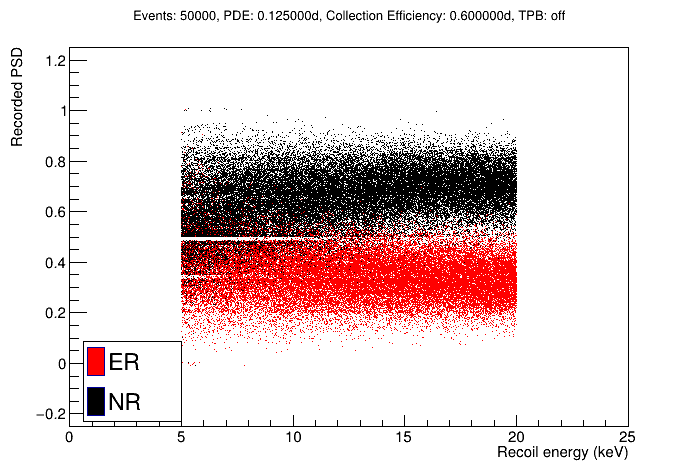 Events: 50000, PDE: 0.125000d, Collection Efficiency: 0.600000d, TPB: off
Recorded PSD
1.2
1
0.8
0.6
0.4
0.2
0
−0.2
ER
NR
0 5 10 15 20 25
Recoil energy (keV)